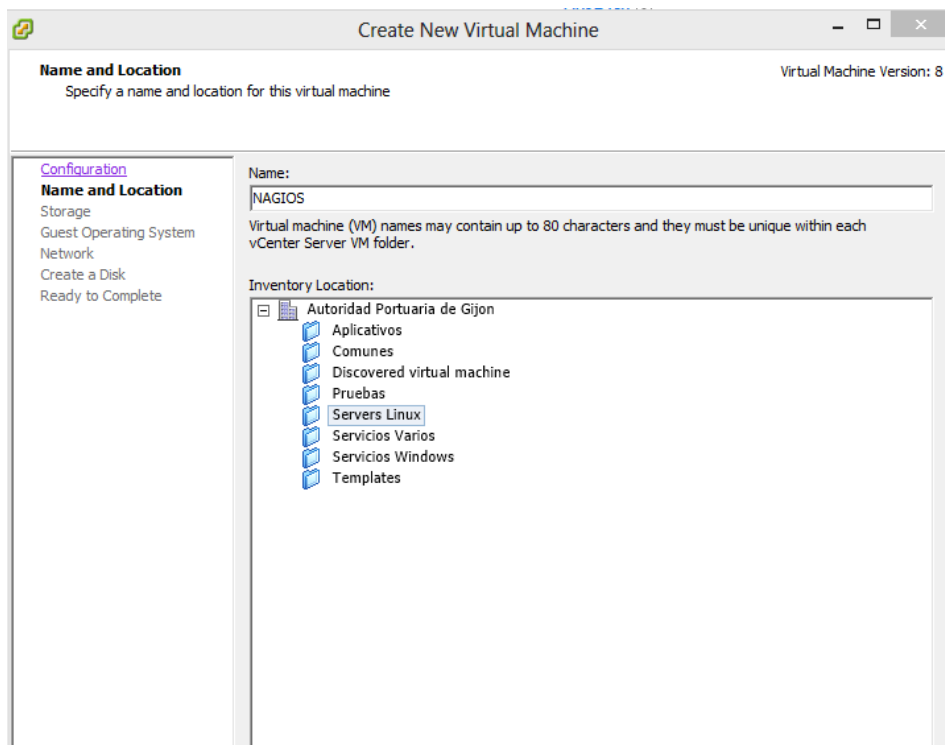 Create New Virtual Machine
Name and Location
Virtual Machine Version: 8
Specify a name and location for this virtual machine
Configuration
Name and Location
Storage
Guest Operating System
Network
Create a Disk
Ready to Complete
Name:
NAGIOS
Virtual machine (VM) names may contain up to 80 characters and they must be unique within each
vCenter Server VM folder.
Inventory Location:
Autoridad Portuaria de Gijon
Aplicativos
Comunes
Discovered virtual machine
Pruebas
Servers Linux
Servicios Varios
Servicios Windows
Templates